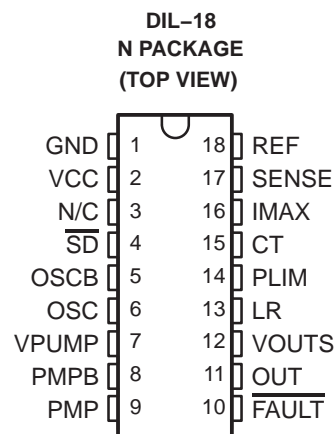 DIL–18
N PACKAGE
(TOP VIEW)
GND 1 18 REF
VCC 2 17 SENSE
N/C 3 16 IMAX
SD 4 15 CT
OSCB 5 14 PLIM
OSC 6 13 LR
VPUMP 7 12 VOUTS
PMPB 8 11 OUT
PMP 9 10 FAULT